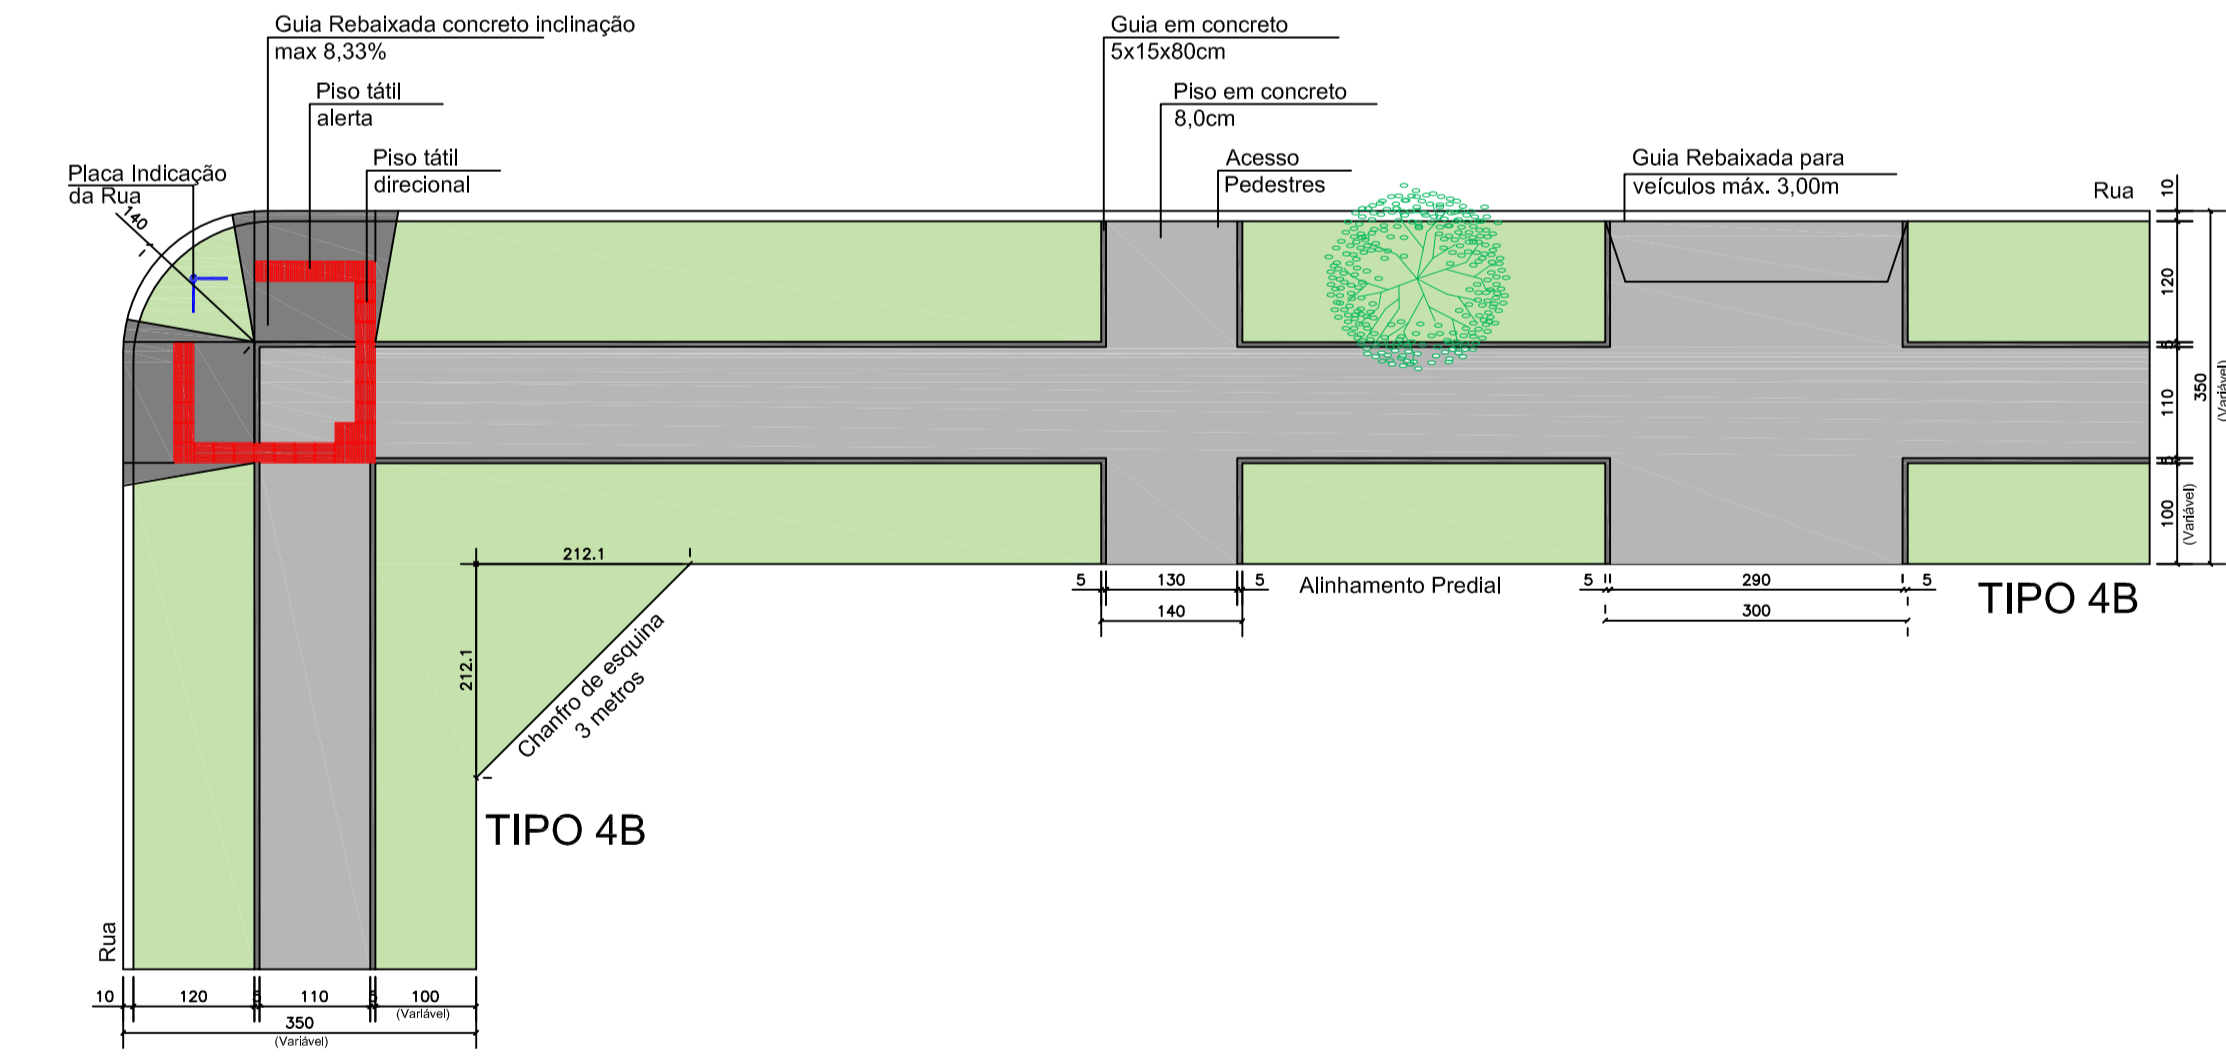 Guia Rebaixada concreto inclinação
max 8,33%
Guia em concreto
5x15x80cm
Piso tátil
alerta
Piso em concreto
8,0cm
Piso tátil
direcional
Acesso
Pedestres
Guia Rebaixada para
veículos máx. 3,00m
Placa Indicação
da Rua
140
Rua
10
120
5
110
5
100
(Variável)
350
(Variável)
212.1
212.1
Chanfro de esquina
3 metros
5
130
5
140
Alinhamento Predial
5
290
5
300
TIPO 4B
TIPO 4B
Rua
10
120
5
110
5
100
(Variável)
350
(Variável)